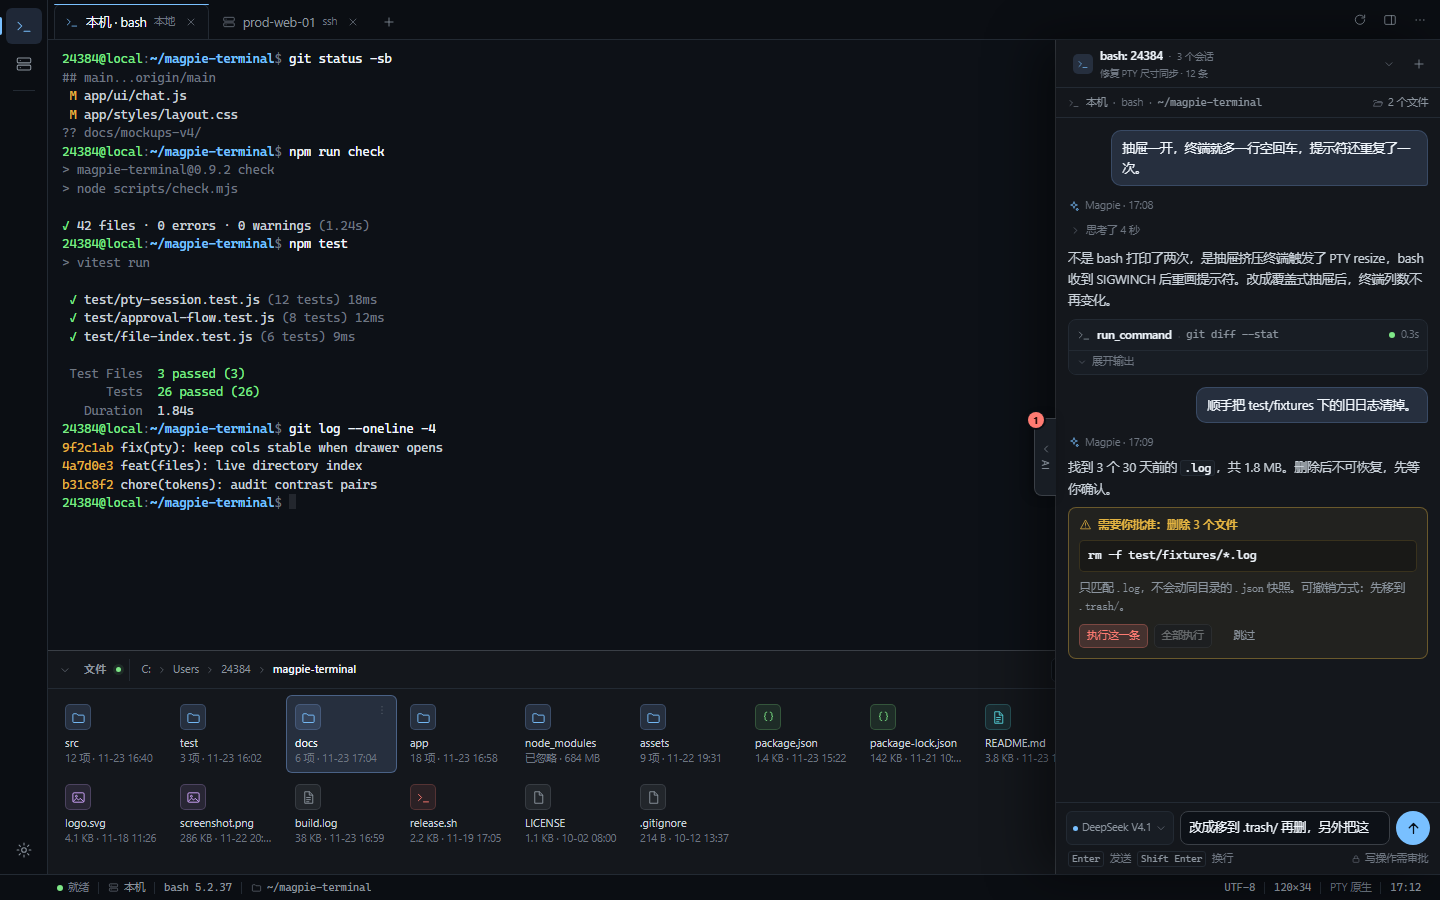 本机 · bash 本地
prod-web-01 ssh
24384@local:~/magpie-terminal$ git status -sb
## main...origin/main
M app/ui/chat.js
M app/styles/layout.css
?? docs/mockups-v4/
24384@local:~/magpie-terminal$ npm run check
> magpie-terminal@0.9.2 check
> node scripts/check.mjs
✓ 42 files · 0 errors · 0 warnings (1.24s)
24384@local:~/magpie-terminal$ npm test
> vitest run
✓ test/pty-session.test.js (12 tests) 18ms
✓ test/approval-flow.test.js (8 tests) 12ms
✓ test/file-index.test.js (6 tests) 9ms
Test Files 3 passed (3)
Tests 26 passed (26)
Duration 1.84s
24384@local:~/magpie-terminal$ git log --oneline -4
9f2c1ab fix(pty): keep cols stable when drawer opens
4a7d0e3 feat(files): live directory index
b31c8f2 chore(tokens): audit contrast pairs
24384@local:~/magpie-terminal$
1
AI
文件
C: > Users > 24384 > magpie-terminal
src
12 项 · 11-23 16:40
test
3 项 · 11-23 16:02
docs
6 项 · 11-23 17:04
app
18 项 · 11-23 16:58
node_modules
已忽略 · 684 MB
assets
9 项 · 11-22 19:31
package.json
1.4 KB · 11-23 15:22
package-lock.json
142 KB · 11-21 10:...
README.md
3.8 KB · 11-23 1
logo.svg
4.1 KB · 11-18 11:26
screenshot.png
286 KB · 11-22 20:...
build.log
38 KB · 11-23 16:59
release.sh
2.2 KB · 11-19 17:05
LICENSE
1.1 KB · 10-02 08:00
.gitignore
214 B · 10-12 13:37
bash: 24384 · 3 个会话
修复 PTY 尺寸同步 · 12 条
本机 · bash · ~/magpie-terminal
2 个文件
抽屉一开，终端就多一行空回车，提示符还重复了一
次。
Magpie · 17:08
思考了 4 秒
不是 bash 打印了两次，是抽屉挤压终端触发了 PTY resize，bash
收到 SIGWINCH 后重画提示符。改成覆盖式抽屉后，终端列数不
再变化。
run_command git diff --stat
0.3s
展开输出
顺手把 test/fixtures 下的旧日志清掉。
Magpie · 17:09
找到 3 个 30 天前的 .log，共 1.8 MB。删除后不可恢复，先等
你确认。
需要你批准：删除 3 个文件
rm -f test/fixtures/*.log
只匹配 .log，不会动同目录的 .json 快照。可撤销方式：先移到
.trash/。
执行这一条
全部执行
跳过
DeepSeek V4.1
改成移到 .trash/ 再删，另外把这
Enter 发送 Shift Enter 换行
写操作需审批
就绪
本机
bash 5.2.37
~/magpie-terminal
UTF-8
120×34
PTY 原生
17:12